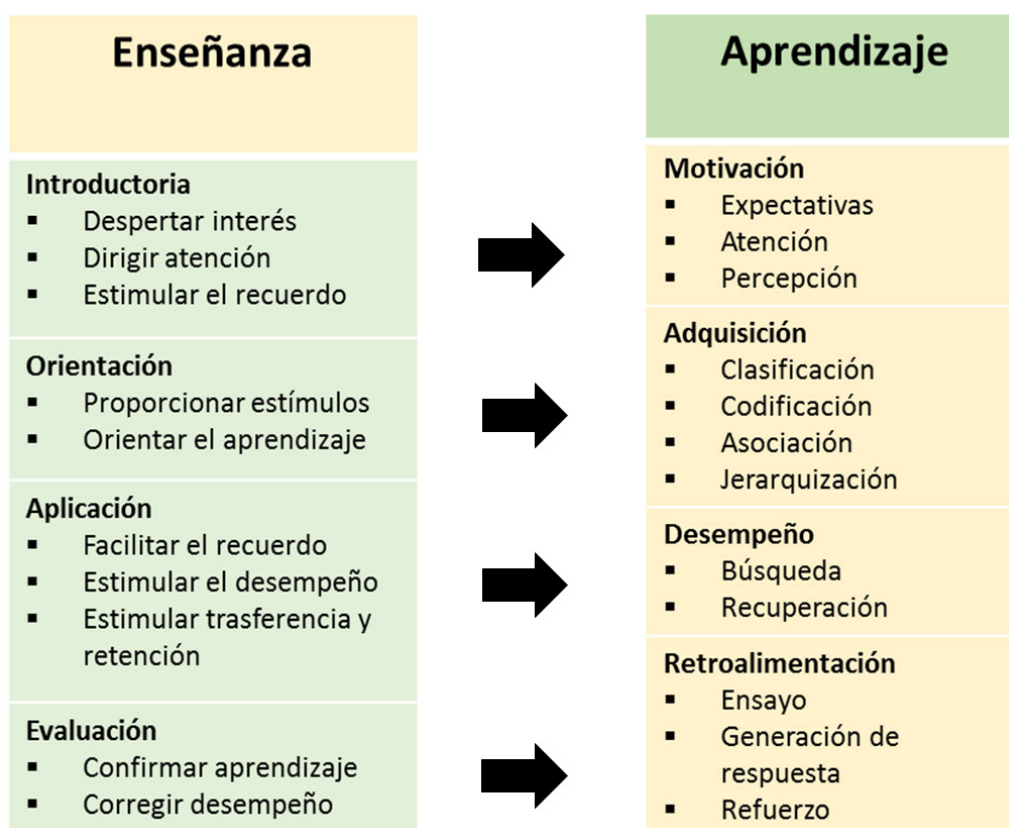 Enseñanza
Introductoria
▪ Despertar interés
▪ Dirigir atención
▪ Estimular el recuerdo
Orientación
▪ Proporcionar estímulos
▪ Orientar el aprendizaje
Aplicación
▪ Facilitar el recuerdo
▪ Estimular el desempeño
▪ Estimular trasferencia y
retención
Evaluación
▪ Confirmar aprendizaje
▪ Corregir desempeño
Aprendizaje
Motivación
▪ Expectativas
▪ Atención
▪ Percepción
Adquisición
▪ Clasificación
▪ Codificación
▪ Asociación
▪ Jerarquización
Desempeño
▪ Búsqueda
▪ Recuperación
Retroalimentación
▪ Ensayo
▪ Generación de
respuesta
▪ Refuerzo